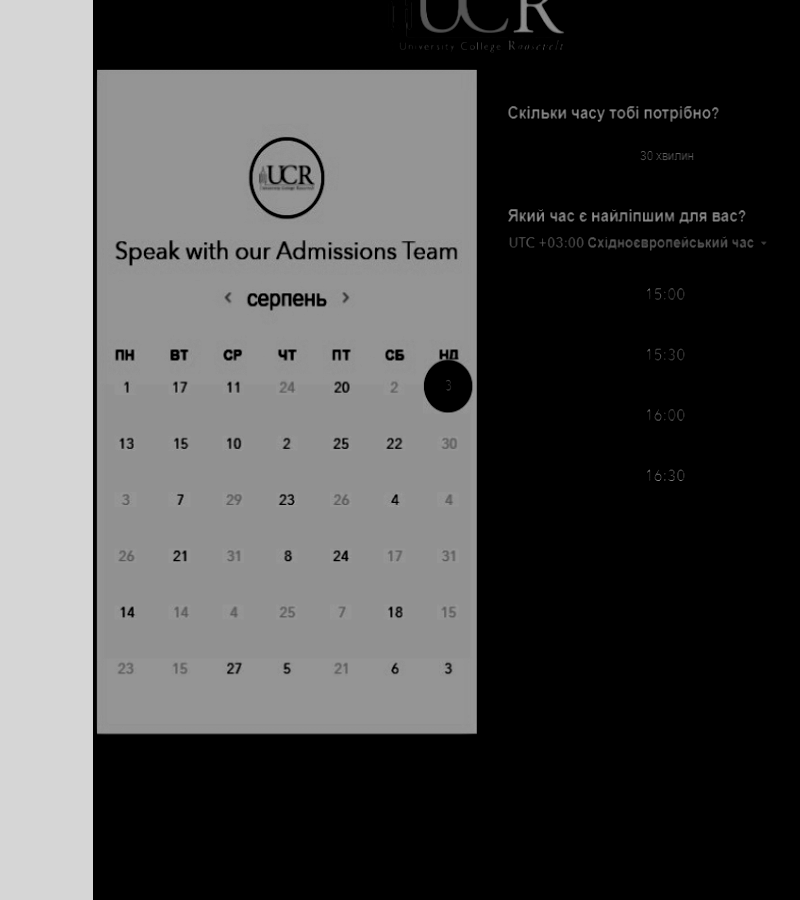 UCR
University College Roosevelt
UCR
Speak with our Admissions Team
серпень
ПН ВТ СР ЧТ ПТ СБ НД
1 17 11 24 20 2 3
13 15 10 2 25 22 30
3 7 29 23 26 4 4
26 21 31 8 24 17 31
14 14 4 25 7 18 15
23 15 27 5 21 6 3
Скільки часу тобі потрібно?
30 хвилин
Який час є найліпшим для вас?
UTC +03:00 Східноєвропейський час
15:00
15:30
16:00
16:30